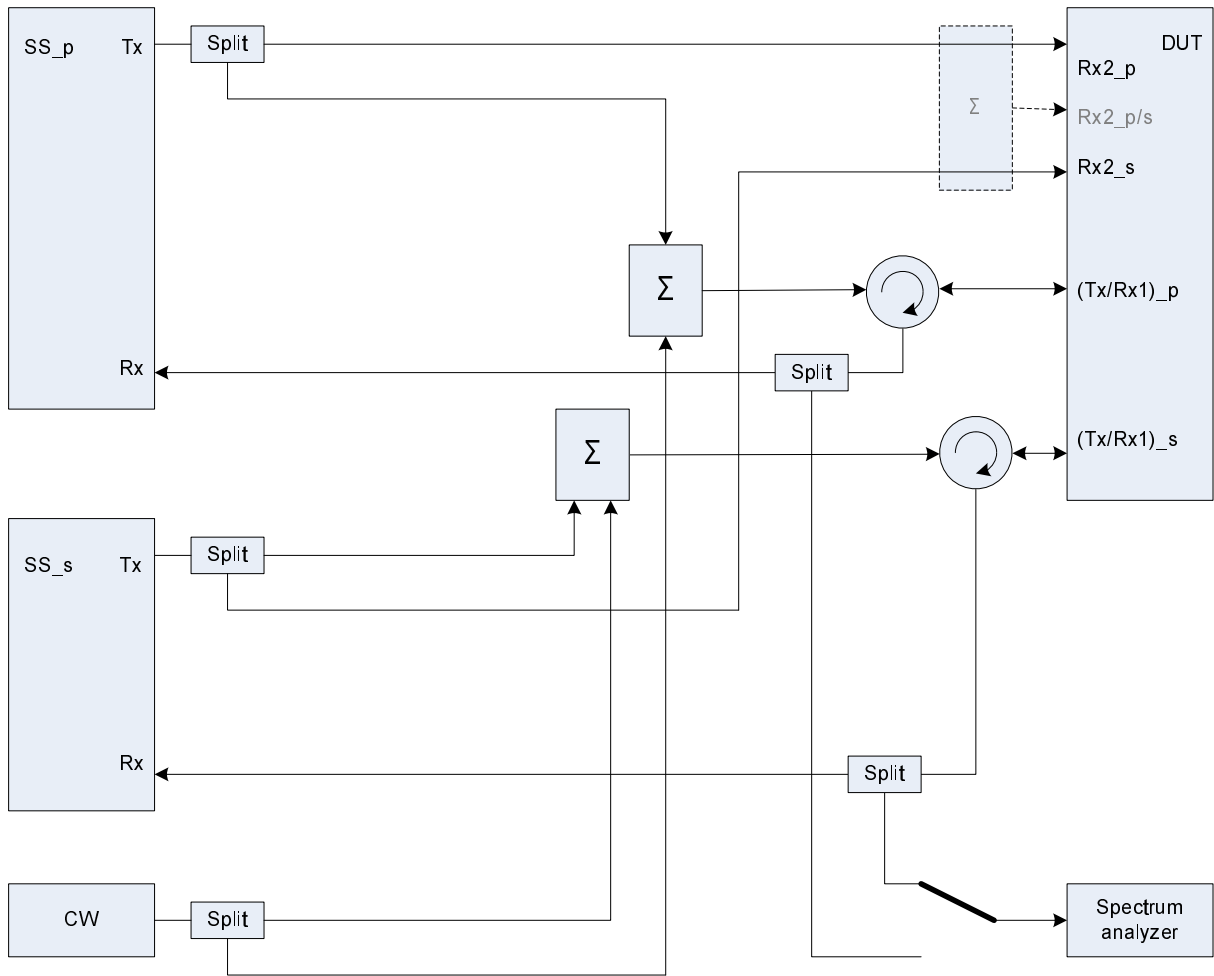 SS_p
Tx
Split
DUT
Rx2_p
Σ
Rx2_p/s
Rx2_s
Σ
(Tx/Rx1)_p
Rx
Split
Σ
(Tx/Rx1)_s
SS_s
Tx
Split
Rx
Split
CW
Split
Spectrum
analyzer